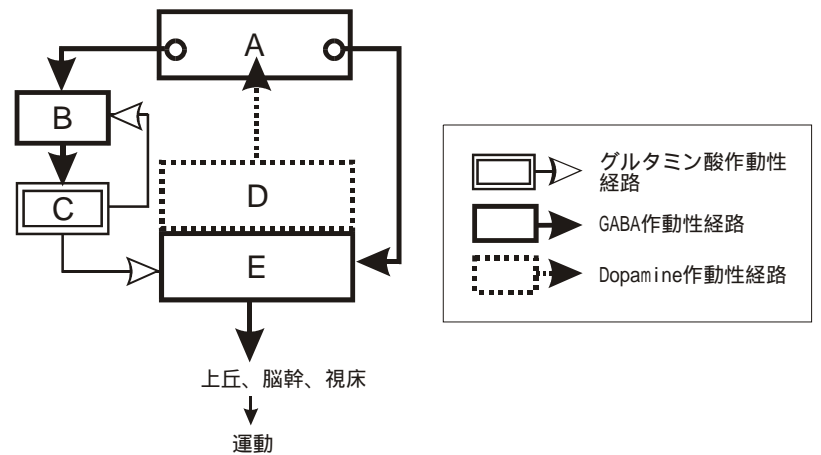 A
B
C
D
E
上丘、脳幹、視床
運動
グルタミン酸作動性
経路
GABA作動性経路
Dopamine作動性経路